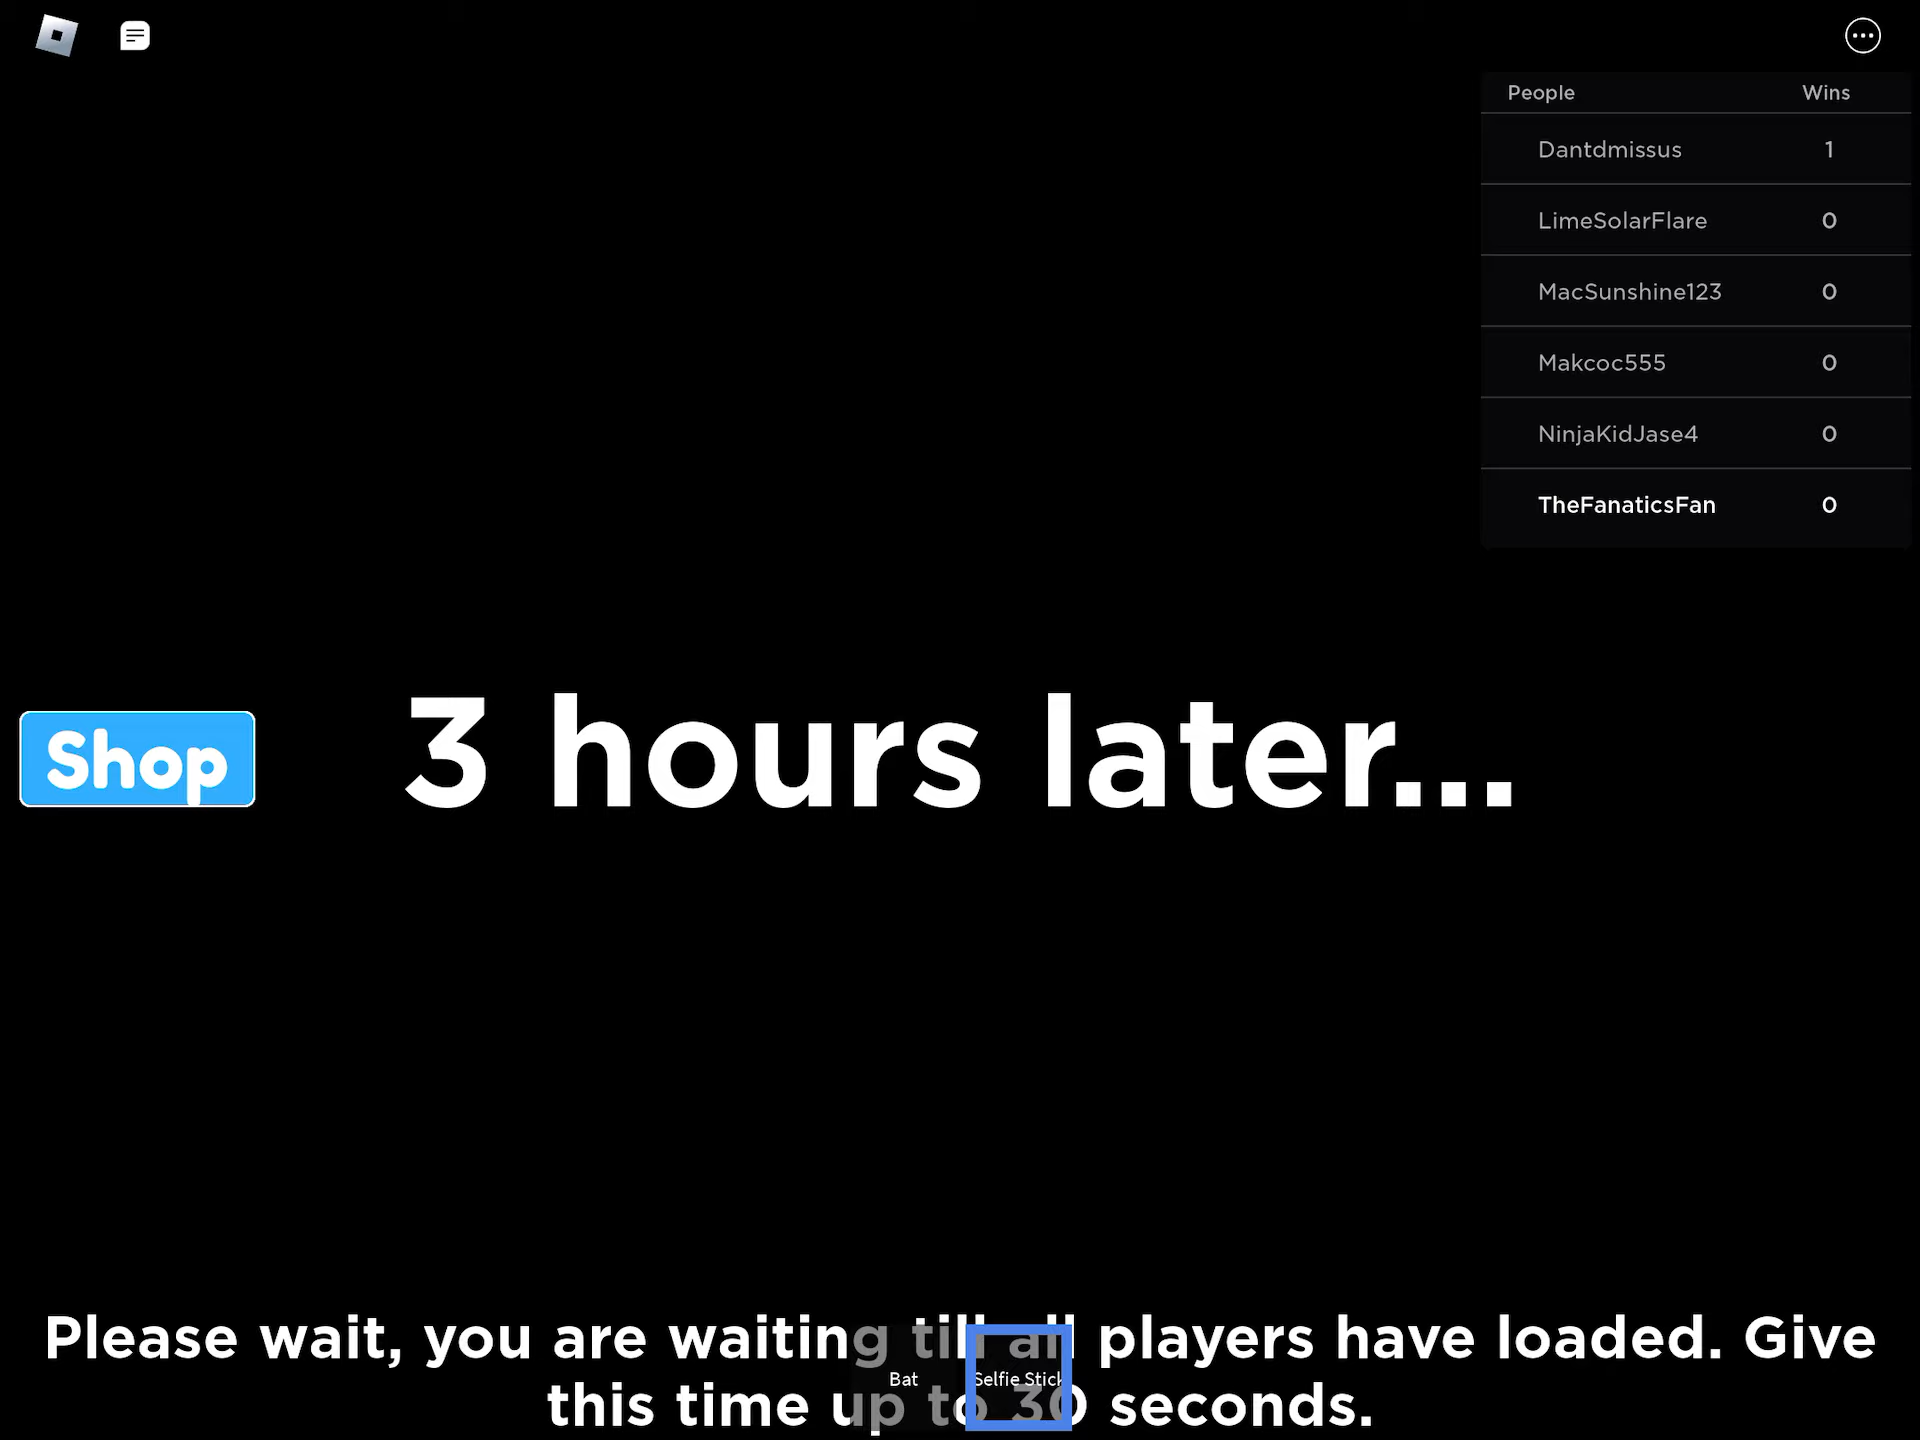 People Wins
Dantdmissus 1
LimeSolarFlare 0
MacSunshine123 0
Makcoc555 0
NinjaKidJase4 0
TheFanaticsFan 0
Shop
3 hours later...
Please wait, you are waiting till all players have loaded. Give
this time up to 30 seconds.
Bat
Selfie Stick